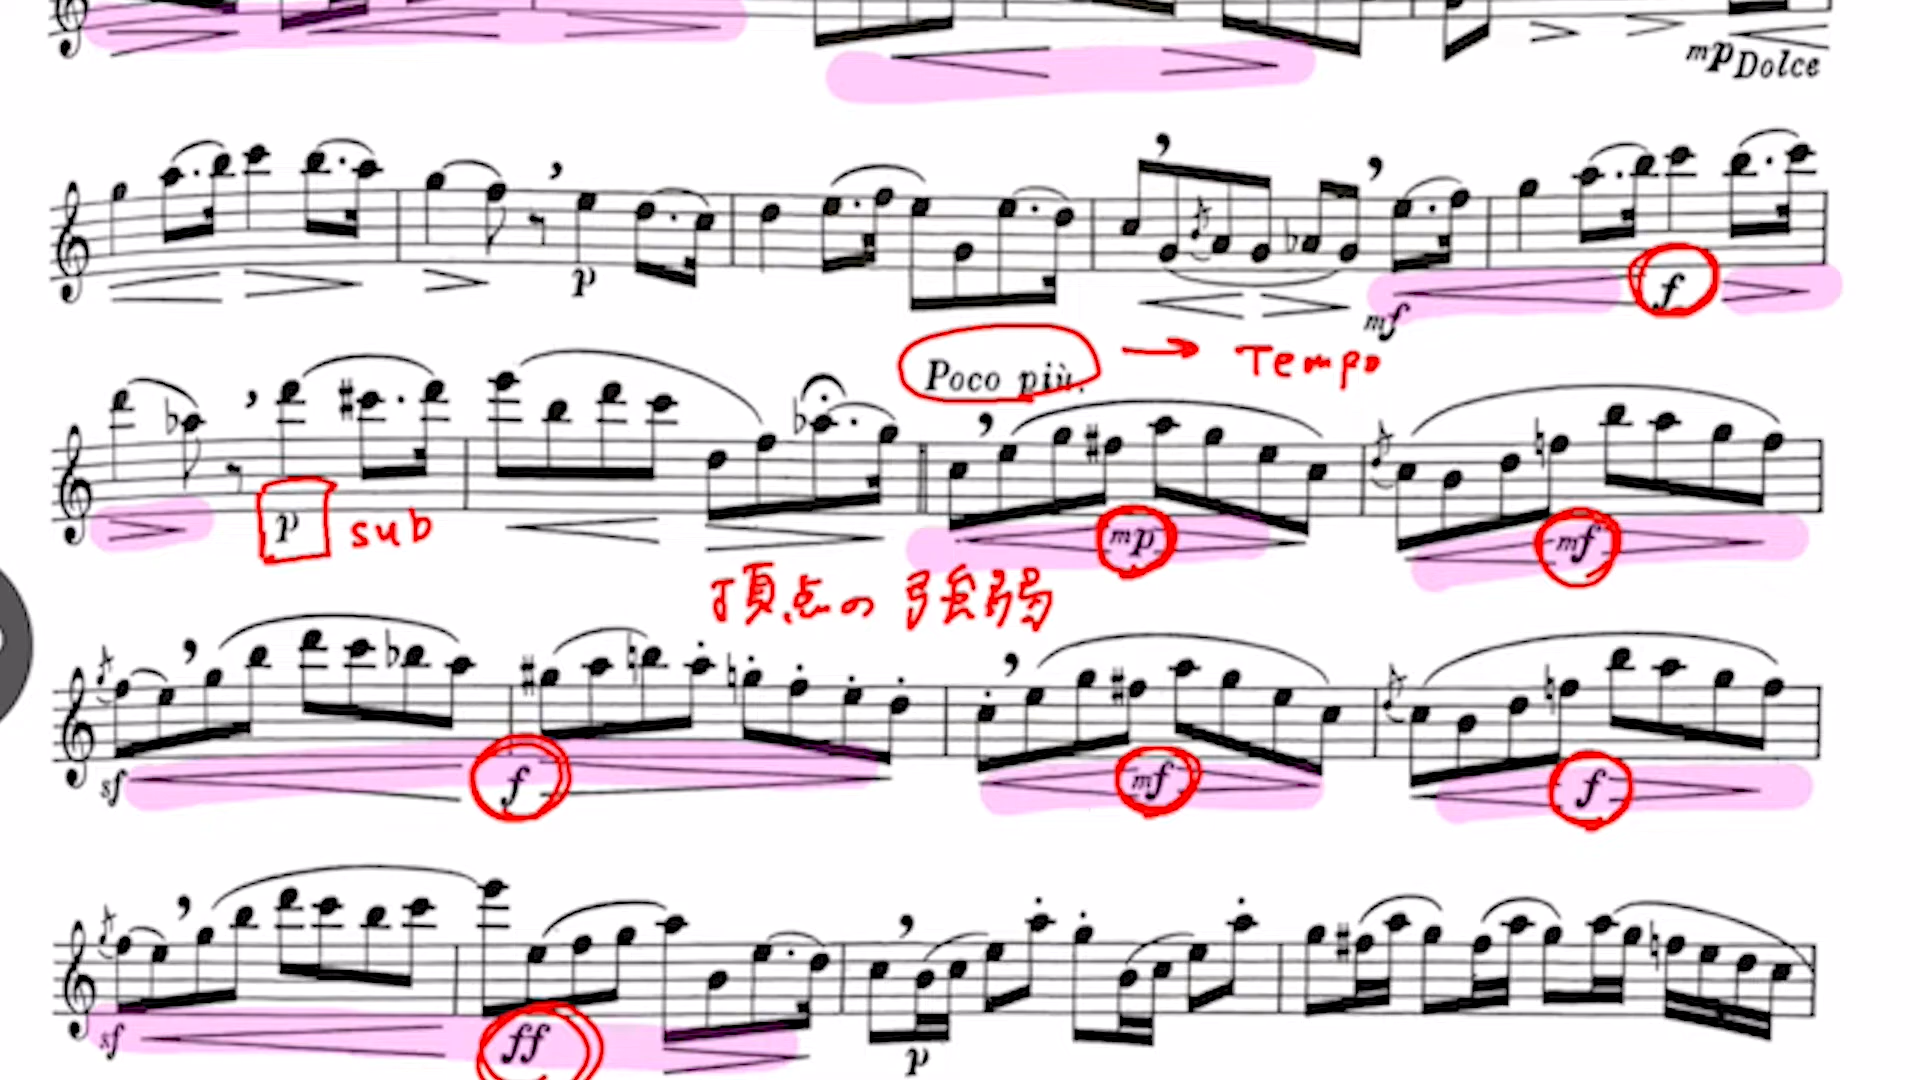 mp Dolce
p
mf f
Poco più. → Tempo
p sub mp mf
頂点の強弱
sf f mf f
sf ff p